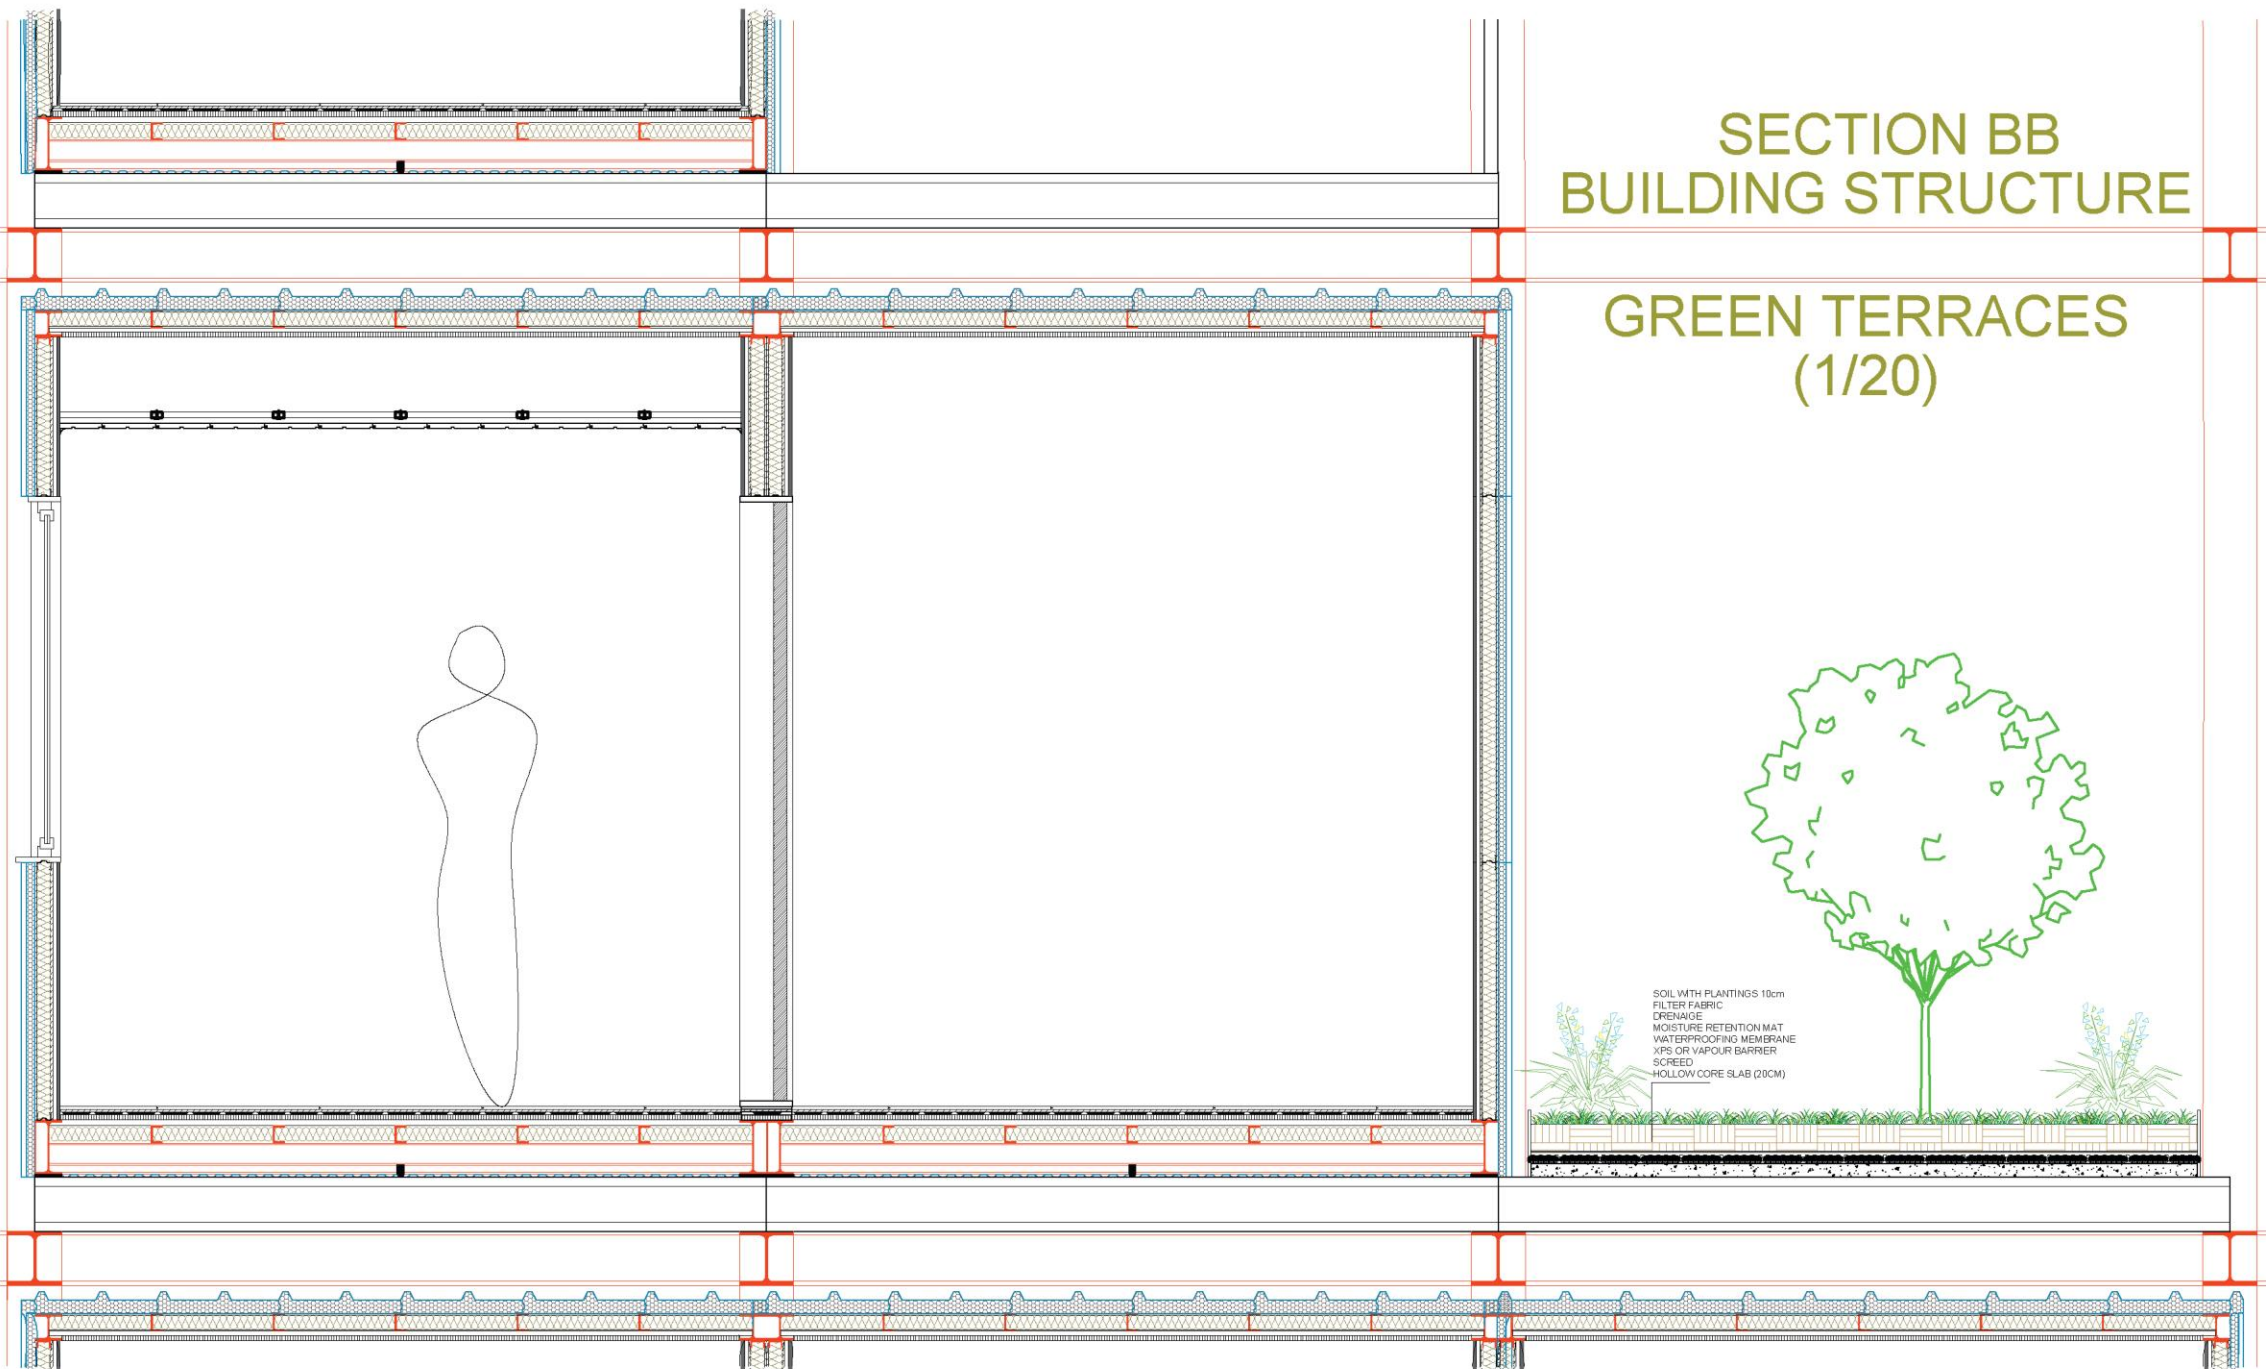 SECTION BB
BUILDING STRUCTURE
GREEN TERRACES
(1/20)
SOIL WITH PLANTINGS 10cm
FILTER FABRIC
DRENAIGE
MOISTURE RETENTION MAT
WATERPROOFING MEMBRANE
XPS OR VAPOUR BARRIER
SCREED
HOLLOW CORE SLAB (20CM)